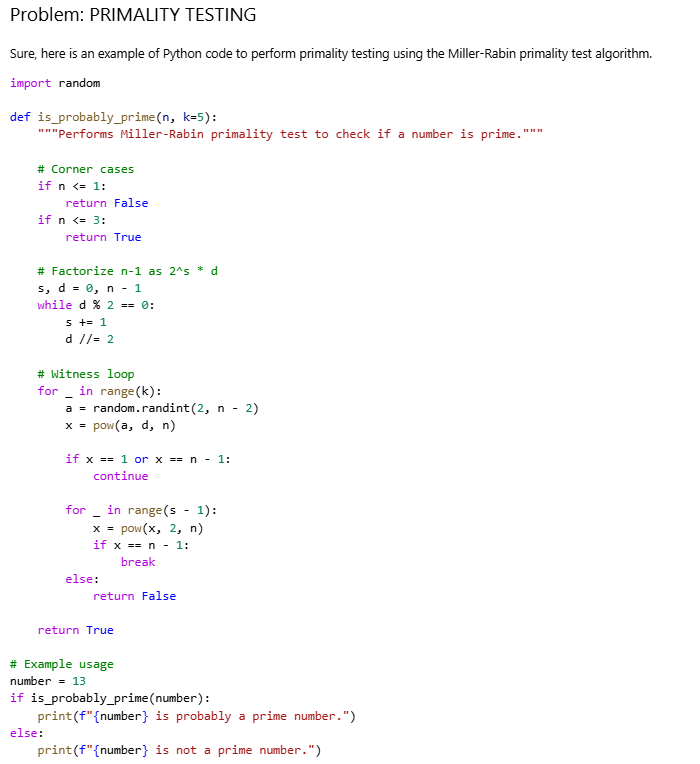 Problem: PRIMALITY TESTING
Sure, here is an example of Python code to perform primality testing using the Miller-Rabin primality test algorithm.
import random
def is_probably_prime(n, k=5):
    """Performs Miller-Rabin primality test to check if a number is prime."""
    # Corner cases
    if n <= 1:
        return False
    if n <= 3:
        return True
    # Factorize n-1 as 2^s * d
    s, d = 0, n - 1
    while d % 2 == 0:
        s += 1
        d //= 2
    # Witness loop
    for _ in range(k):
        a = random.randint(2, n - 2)
        x = pow(a, d, n)
        if x == 1 or x == n - 1:
            continue
        for _ in range(s - 1):
            x = pow(x, 2, n)
            if x == n - 1:
                break
        else:
            return False
    return True
# Example usage
number = 13
if is_probably_prime(number):
    print(f"{number} is probably a prime number.")
else:
    print(f"{number} is not a prime number.")